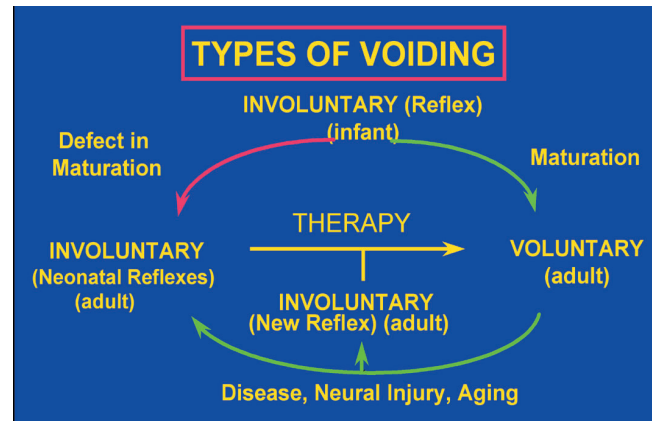 TYPES OF VOIDING
INVOLUNTARY (Reflex)
(infant)
Defect in
Maturation
Maturation
THERAPY
INVOLUNTARY
(Neonatal Reflexes)
(adult)
VOLUNTARY
(adult)
INVOLUNTARY
(New Reflex) (adult)
Disease, Neural Injury, Aging